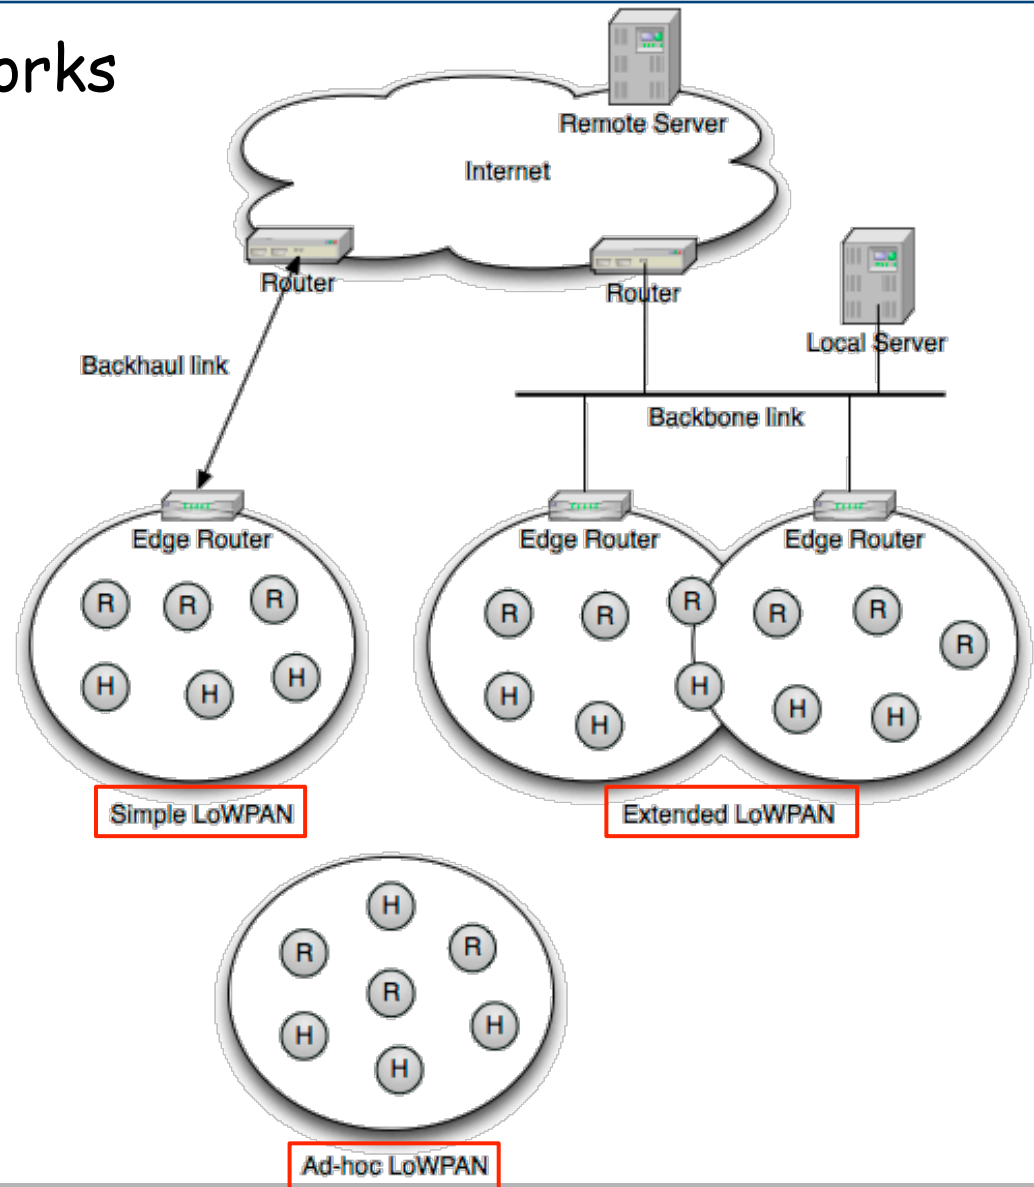 orks
Remote Server
Internet
Router
Router
Local Server
Backhaul link
Backbone link
Edge Router
Edge Router
Edge Router
R R R
R R R R R
R
H H H
H H H H H
Simple LoWPAN
Extended LoWPAN
H
R R
R
H H
H
Ad-hoc LoWPAN